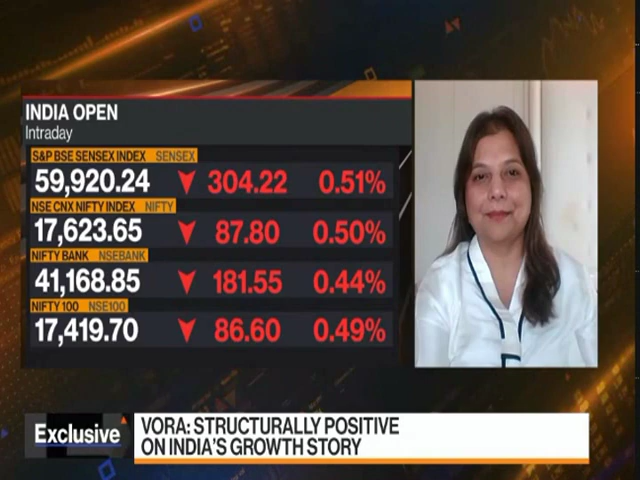 INDIA OPEN
Intraday
S&P BSE SENSEX INDEX SENSEX
59,920.24 304.22 0.51%
NSE CNX NIFTY INDEX NIFTY
17,623.65 87.80 0.50%
NIFTY BANK NSEBANK
41,168.85 181.55 0.44%
NIFTY 100 NSE100
17,419.70 86.60 0.49%
Exclusive
VORA: STRUCTURALLY POSITIVE
ON INDIA'S GROWTH STORY